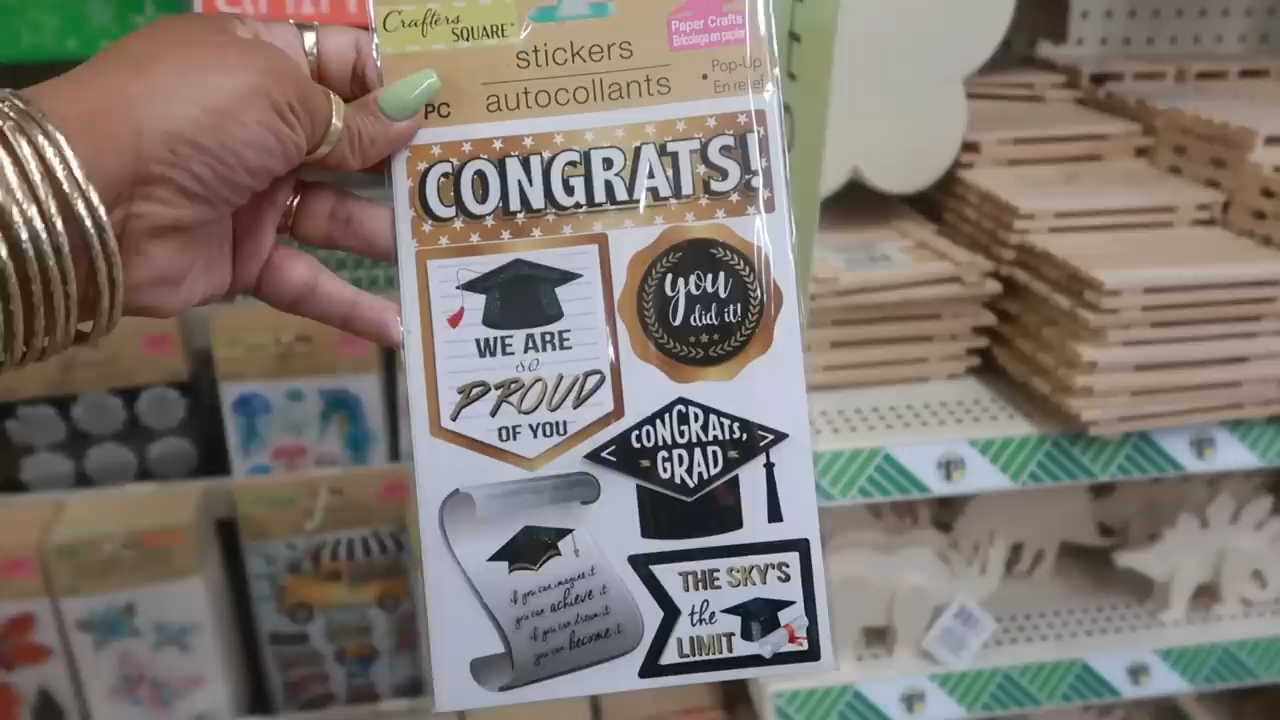 Crafters
SQUARE
Paper Crafts
Bricolage en papier
stickers
autocollants
• Pop-Up
En relief
PC
CONGRATS!
WE ARE
so
PROUD
OF YOU
you
did it!
CONGRATS,
GRAD
if you can imagine it
you can achieve it
if you can dream it
you can become it
THE SKY'S
the
LIMIT